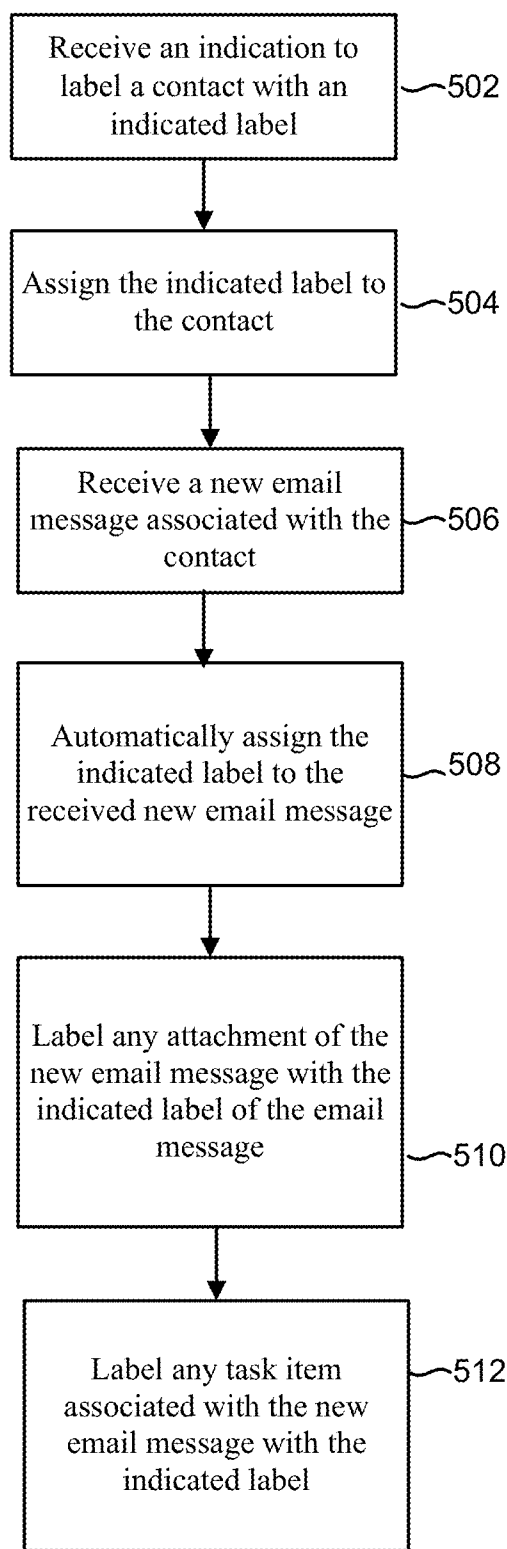 Receive an indication to
label a contact with an
indicated label
502
Assign the indicated label to
the contact
504
Receive a new email
message associated with the
contact
506
Automatically assign the
indicated label to the
received new email message
508
Label any attachment of the
new email message with the
indicated label of the email
message
510
Label any task item
associated with the new
email message with the
indicated label
512